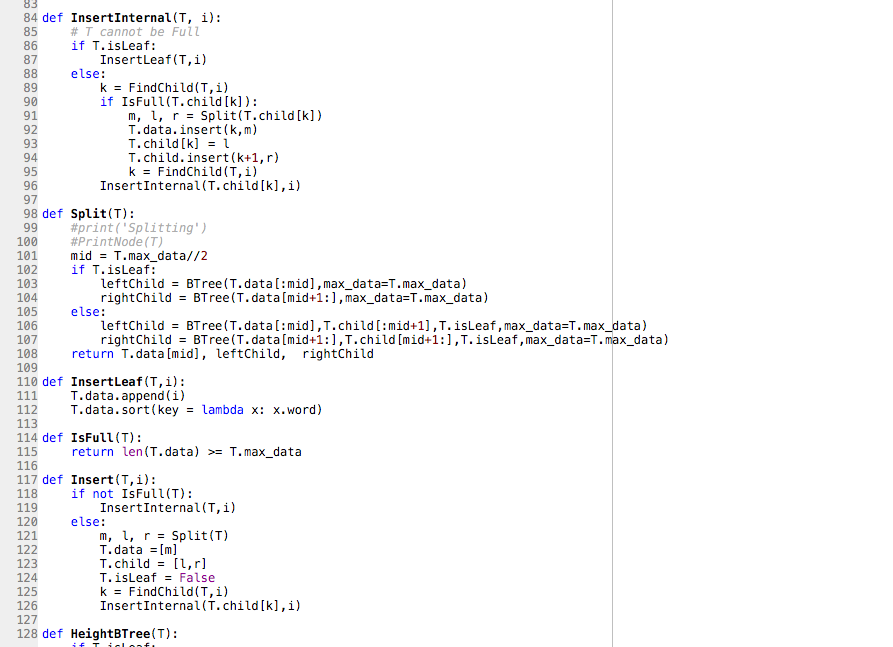 83
84 def InsertInternal(T, i):
85     # T cannot be Full
86     if T.isLeaf:
87         InsertLeaf(T,i)
88     else:
89         k = FindChild(T,i)
90         if IsFull(T.child[k]):
91             m, l, r = Split(T.child[k])
92             T.data.insert(k,m)
93             T.child[k] = l
94             T.child.insert(k+1,r)
95             k = FindChild(T,i)
96         InsertInternal(T.child[k],i)
97
98 def Split(T):
99     #print('Splitting')
100     #PrintNode(T)
101     mid = T.max_data//2
102     if T.isLeaf:
103         leftChild = BTree(T.data[:mid],max_data=T.max_data)
104         rightChild = BTree(T.data[mid+1:],max_data=T.max_data)
105     else:
106         leftChild = BTree(T.data[:mid],T.child[:mid+1],T.isLeaf,max_data=T.max_data)
107         rightChild = BTree(T.data[mid+1:],T.child[mid+1:],T.isLeaf,max_data=T.max_data)
108     return T.data[mid], leftChild,  rightChild
109
110 def InsertLeaf(T,i):
111     T.data.append(i)
112     T.data.sort(key = lambda x: x.word)
113
114 def IsFull(T):
115     return len(T.data) >= T.max_data
116
117 def Insert(T,i):
118     if not IsFull(T):
119         InsertInternal(T,i)
120     else:
121         m, l, r = Split(T)
122         T.data =[m]
123         T.child = [l,r]
124         T.isLeaf = False
125         k = FindChild(T,i)
126         InsertInternal(T.child[k],i)
127
128 def HeightBTree(T):
if T.isLeaf: